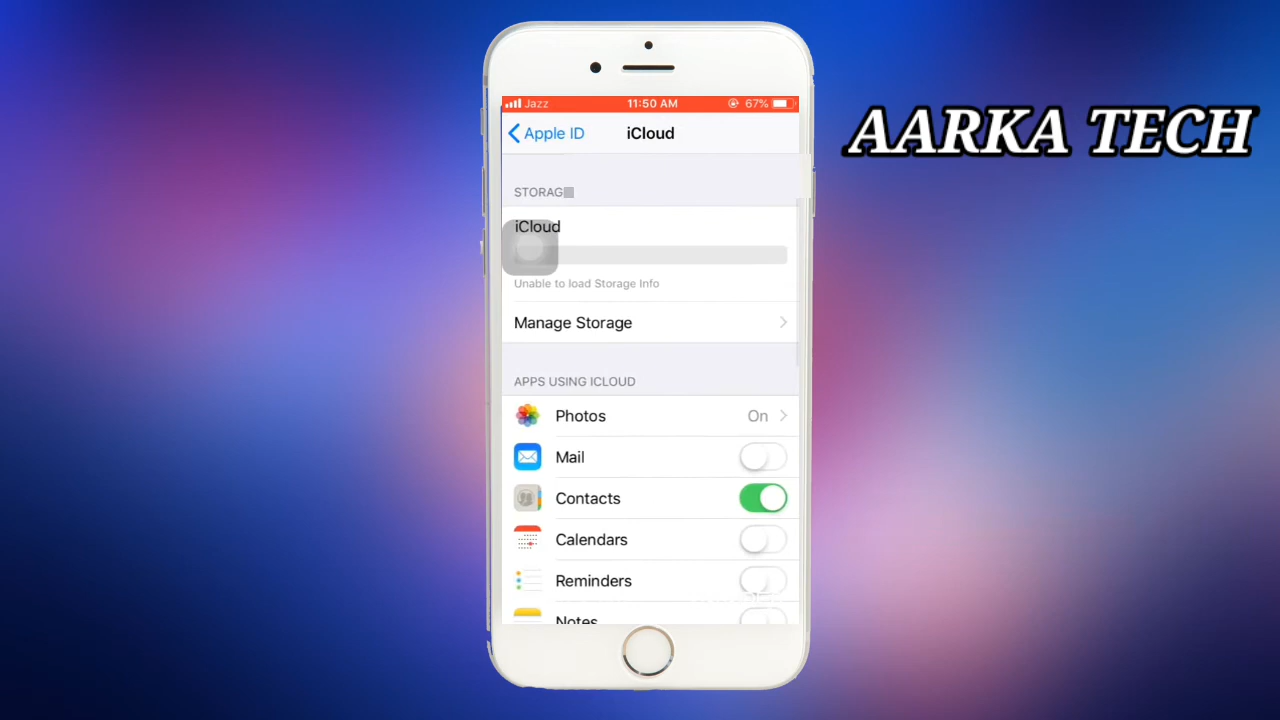 AARKA TECH
Jazz 11:50 AM 67%
Apple ID iCloud
STORAG
iCloud
Unable to load Storage Info
Manage Storage
APPS USING ICLOUD
Photos On
Mail
Contacts
Calendars
Reminders
Notes